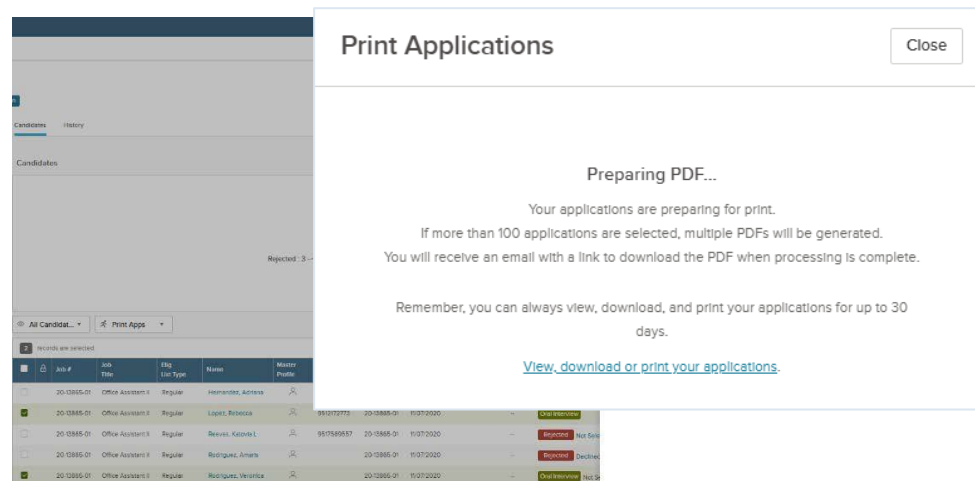 Print Applications
Close
Preparing PDF...
Your applications are preparing for print.
If more than 100 applications are selected, multiple PDFs will be generated.
You will receive an email with a link to download the PDF when processing is complete.
Remember, you can always view, download, and print your applications for up to 30
days.
View, download or print your applications.
Candidates History
Candidates
Rejected : 3
All Candidat... Print Apps
records are selected
Job # Job Title Elig List Type Name Master Profile
20-13865-01 Office Assistant II Regular Hernandez, Adriana
20-13865-01 Office Assistant II Regular Lopez, Rebecca 9512172773 20-13865-01 11/07/2020 -- Oral Interview
20-13865-01 Office Assistant II Regular Reeves, Katovia L 9517589557 20-13865-01 11/07/2020 -- Rejected
20-13865-01 Office Assistant II Regular Rodriguez, Amaris 20-13865-01 11/07/2020 -- Rejected Declined
20-13865-01 Office Assistant II Regular Rodriguez, Veronica 20-13865-01 11/07/2020 -- Oral Interview